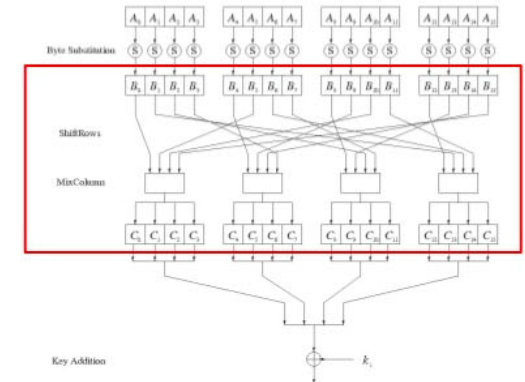 A₀ A₁ A₂ A₃ A₄ A₅ A₆ A₇ A₈ A₉ A₁₀ A₁₁ A₁₂ A₁₃ A₁₄ A₁₅
Byte Substitution S S S S S S S S S S S S S S S S
B₀ B₁ B₂ B₃ B₄ B₅ B₆ B₇ B₈ B₉ B₁₀ B₁₁ B₁₂ B₁₃ B₁₄ B₁₅
ShiftRows
MixColumn
C₀ C₁ C₂ C₃ C₄ C₅ C₆ C₇ C₈ C₉ C₁₀ C₁₁ C₁₂ C₁₃ C₁₄ C₁₅
Key Addition kᵢ